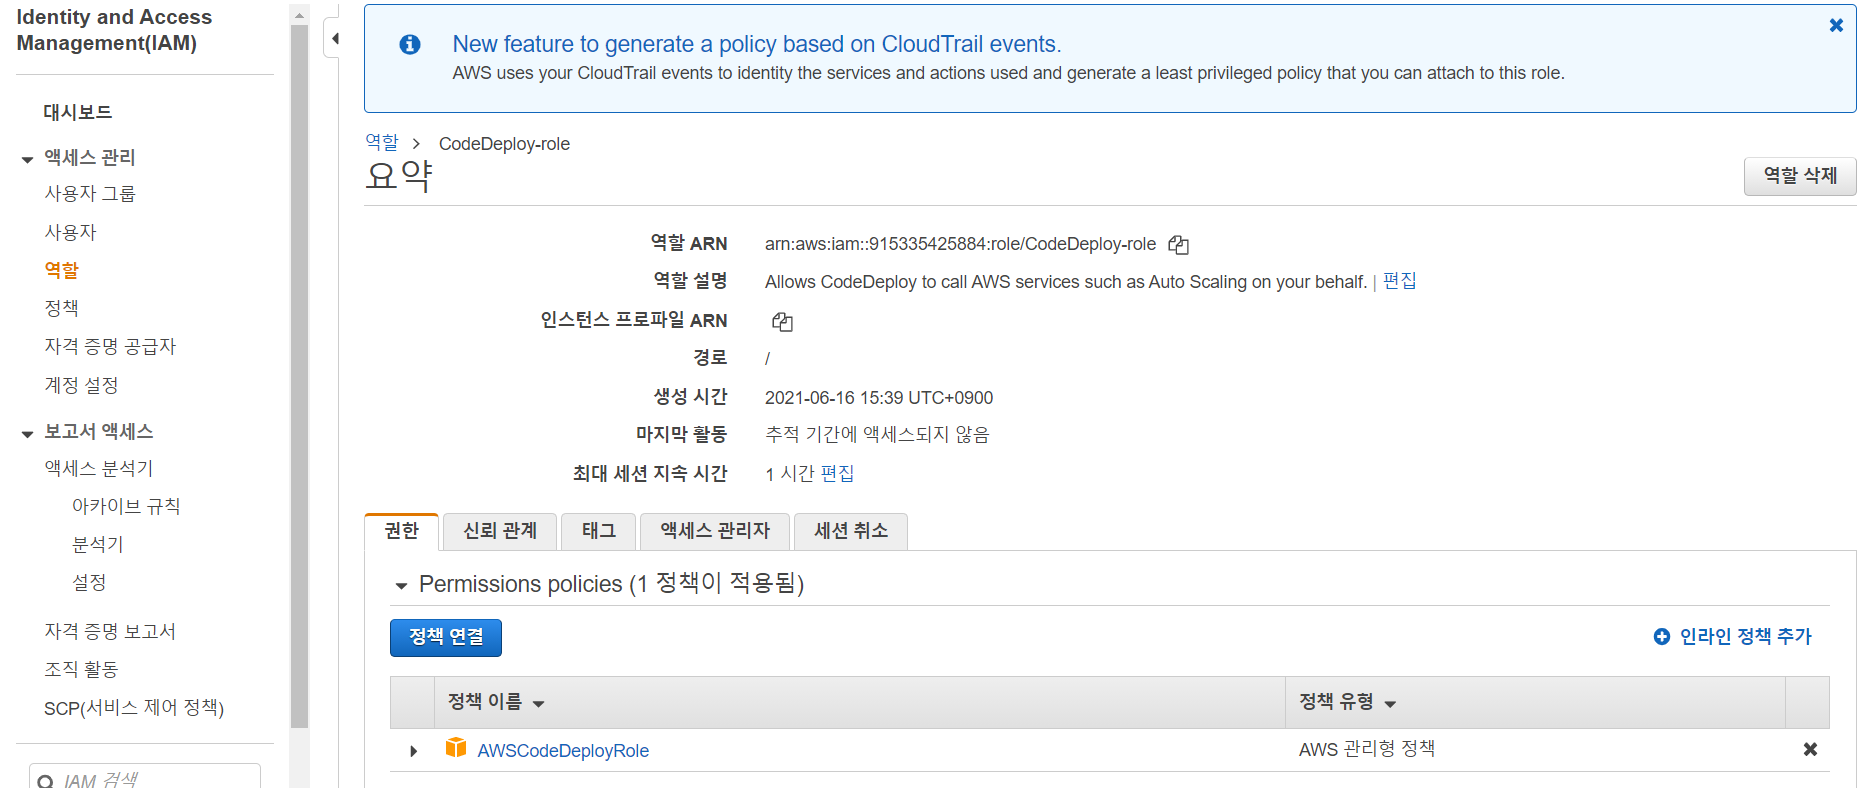 Identity and Access
Management(IAM)
대시보드
액세스 관리
사용자 그룹
사용자
역할
정책
자격 증명 공급자
계정 설정
보고서 액세스
액세스 분석기
아카이브 규칙
분석기
설정
자격 증명 보고서
조직 활동
SCP(서비스 제어 정책)
IAM 검색
New feature to generate a policy based on CloudTrail events.
AWS uses your CloudTrail events to identity the services and actions used and generate a least privileged policy that you can attach to this role.
역할 > CodeDeploy-role
요약
역할 삭제
역할 ARN arn:aws:iam::915335425884:role/CodeDeploy-role
역할 설명 Allows CodeDeploy to call AWS services such as Auto Scaling on your behalf. | 편집
인스턴스 프로파일 ARN
경로 /
생성 시간 2021-06-16 15:39 UTC+0900
마지막 활동 추적 기간에 액세스되지 않음
최대 세션 지속 시간 1 시간 편집
권한 신뢰 관계 태그 액세스 관리자 세션 취소
Permissions policies (1 정책이 적용됨)
정책 연결 인라인 정책 추가
정책 이름 정책 유형
AWSCodeDeployRole AWS 관리형 정책